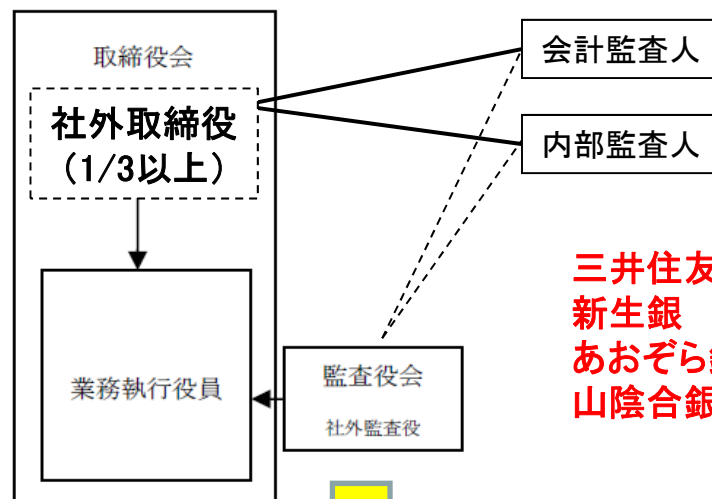 取締役会
社外取締役
（1/3以上）
業務執行役員
会計監査人
内部監査人
監査役会
社外監査役
三井住友
新生銀
あおぞら
山陰合銀